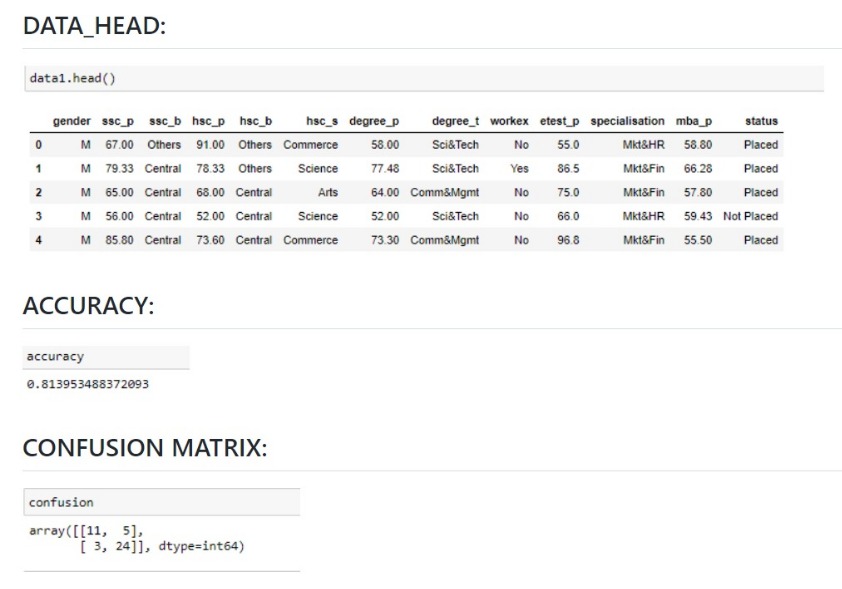 DATA_HEAD:
data1.head()
gender ssc_p ssc_b hsc_p hsc_b hsc_s degree_p degree_t workex etest_p specialisation mba_p status
0 M 67.00 Others 91.00 Others Commerce 58.00 Sci&Tech No 55.0 Mkt&HR 58.80 Placed
1 M 79.33 Central 78.33 Others Science 77.48 Sci&Tech Yes 86.5 Mkt&Fin 66.28 Placed
2 M 65.00 Central 68.00 Central Arts 64.00 Comm&Mgmt No 75.0 Mkt&Fin 57.80 Placed
3 M 56.00 Central 52.00 Central Science 52.00 Sci&Tech No 66.0 Mkt&HR 59.43 Not Placed
4 M 85.80 Central 73.60 Central Commerce 73.30 Comm&Mgmt No 96.8 Mkt&Fin 55.50 Placed
ACCURACY:
accuracy
0.813953488372093
CONFUSION MATRIX:
confusion
array([[11, 5],
[ 3, 24]], dtype=int64)